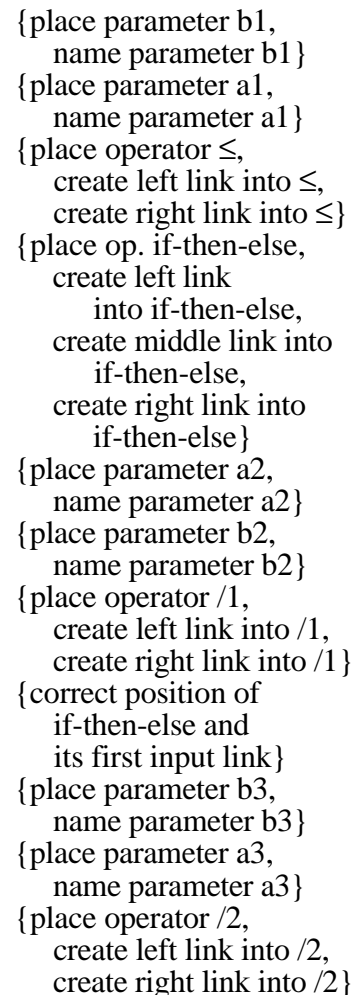 {place parameter b1,
name parameter b1}
{place parameter a1,
name parameter a1}
{place operator ≤,
create left link into ≤,
create right link into ≤}
{place op. if-then-else,
create left link
into if-then-else,
create middle link into
if-then-else,
create right link into
if-then-else}
{place parameter a2,
name parameter a2}
{place parameter b2,
name parameter b2}
{place operator /1,
create left link into /1,
create right link into /1}
{correct position of
if-then-else and
its first input link}
{place parameter b3,
name parameter b3}
{place parameter a3,
name parameter a3}
{place operator /2,
create left link into /2,
create right link into /2}